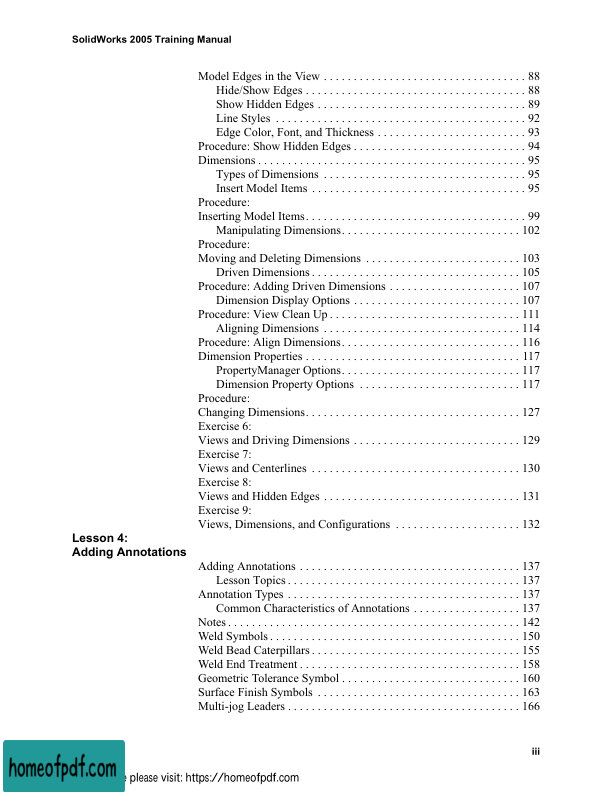 SolidWorks 2005 Training Manual
Model Edges in the View . . . . . . . . . . . . . . . . . . . . . . . . . . . . . . . . . . 88
Hide/Show Edges . . . . . . . . . . . . . . . . . . . . . . . . . . . . . . . . . . . . . 88
Show Hidden Edges . . . . . . . . . . . . . . . . . . . . . . . . . . . . . . . . . . . 89
Line Styles . . . . . . . . . . . . . . . . . . . . . . . . . . . . . . . . . . . . . . . . . . 92
Edge Color, Font, and Thickness . . . . . . . . . . . . . . . . . . . . . . . . . 93
Procedure: Show Hidden Edges . . . . . . . . . . . . . . . . . . . . . . . . . . . . . 94
Dimensions . . . . . . . . . . . . . . . . . . . . . . . . . . . . . . . . . . . . . . . . . . . . . 95
Types of Dimensions . . . . . . . . . . . . . . . . . . . . . . . . . . . . . . . . . . 95
Insert Model Items . . . . . . . . . . . . . . . . . . . . . . . . . . . . . . . . . . . . 95
Procedure:
Inserting Model Items. . . . . . . . . . . . . . . . . . . . . . . . . . . . . . . . . . . . . 99
Manipulating Dimensions. . . . . . . . . . . . . . . . . . . . . . . . . . . . . . 102
Procedure:
Moving and Deleting Dimensions . . . . . . . . . . . . . . . . . . . . . . . . . . 103
Driven Dimensions . . . . . . . . . . . . . . . . . . . . . . . . . . . . . . . . . . . 105
Procedure: Adding Driven Dimensions . . . . . . . . . . . . . . . . . . . . . . 107
Dimension Display Options . . . . . . . . . . . . . . . . . . . . . . . . . . . . 107
Procedure: View Clean Up . . . . . . . . . . . . . . . . . . . . . . . . . . . . . . . . 111
Aligning Dimensions . . . . . . . . . . . . . . . . . . . . . . . . . . . . . . . . . 114
Procedure: Align Dimensions. . . . . . . . . . . . . . . . . . . . . . . . . . . . . . 116
Dimension Properties . . . . . . . . . . . . . . . . . . . . . . . . . . . . . . . . . . . . 117
PropertyManager Options. . . . . . . . . . . . . . . . . . . . . . . . . . . . . . 117
Dimension Property Options . . . . . . . . . . . . . . . . . . . . . . . . . . . 117
Procedure:
Changing Dimensions. . . . . . . . . . . . . . . . . . . . . . . . . . . . . . . . . . . . 127
Exercise 6:
Views and Driving Dimensions . . . . . . . . . . . . . . . . . . . . . . . . . . . . 129
Exercise 7:
Views and Centerlines . . . . . . . . . . . . . . . . . . . . . . . . . . . . . . . . . . . 130
Exercise 8:
Views and Hidden Edges . . . . . . . . . . . . . . . . . . . . . . . . . . . . . . . . . 131
Exercise 9:
Views, Dimensions, and Configurations . . . . . . . . . . . . . . . . . . . . . 132
Lesson 4:
Adding Annotations
Adding Annotations . . . . . . . . . . . . . . . . . . . . . . . . . . . . . . . . . . . . . 137
Lesson Topics . . . . . . . . . . . . . . . . . . . . . . . . . . . . . . . . . . . . . . . 137
Annotation Types . . . . . . . . . . . . . . . . . . . . . . . . . . . . . . . . . . . . . . . 137
Common Characteristics of Annotations . . . . . . . . . . . . . . . . . . 137
Notes . . . . . . . . . . . . . . . . . . . . . . . . . . . . . . . . . . . . . . . . . . . . . . . . . 142
Weld Symbols . . . . . . . . . . . . . . . . . . . . . . . . . . . . . . . . . . . . . . . . . . 150
Weld Bead Caterpillars . . . . . . . . . . . . . . . . . . . . . . . . . . . . . . . . . . . 155
Weld End Treatment . . . . . . . . . . . . . . . . . . . . . . . . . . . . . . . . . . . . . 158
Geometric Tolerance Symbol . . . . . . . . . . . . . . . . . . . . . . . . . . . . . . 160
Surface Finish Symbols . . . . . . . . . . . . . . . . . . . . . . . . . . . . . . . . . . 163
Multi-jog Leaders . . . . . . . . . . . . . . . . . . . . . . . . . . . . . . . . . . . . . . . 166
iii
homeofpdf.com
please visit: https://homeofpdf.com